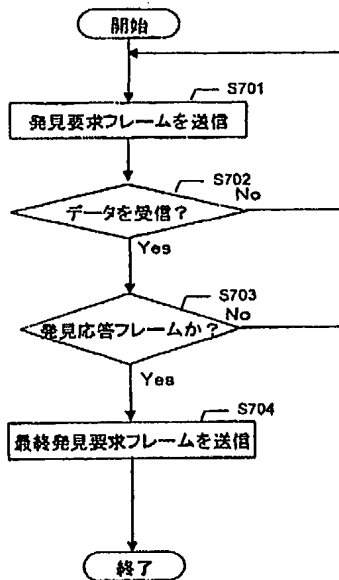 開始
S701
発見要求フレームを送信
S702
データを受信？
No
Yes
S703
発見応答フレームか？
No
Yes
S704
最終発見要求フレームを送信
終了